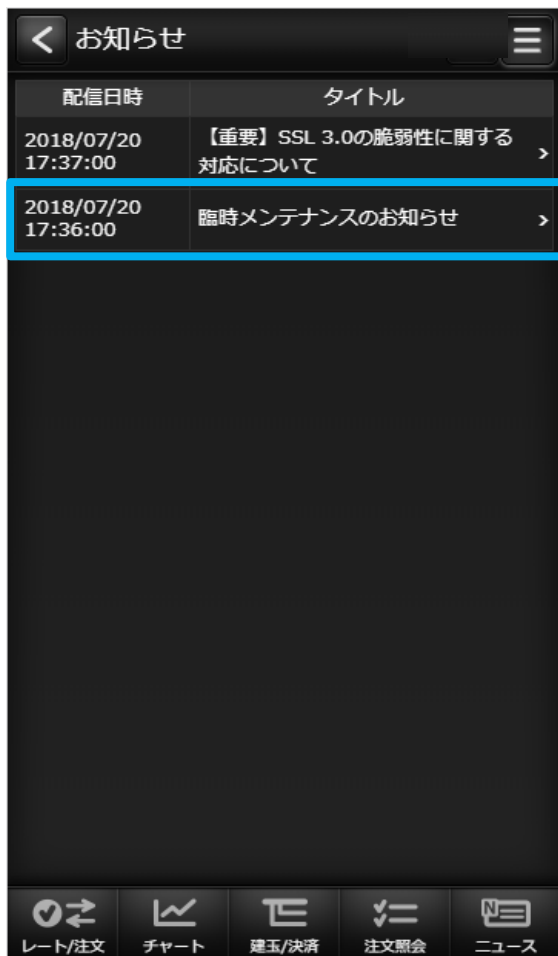 お知らせ
配信日時 タイトル
2018/07/20 【重要】SSL 3.0の脆弱性に関する
17:37:00 対応について
2018/07/20 臨時メンテナンスのお知らせ
17:36:00
レート/注文 チャート 建玉/決済 注文照会 ニュース